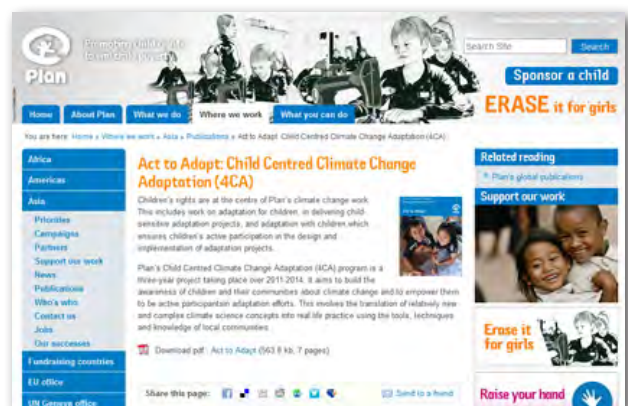 Plan
Promoting child rights
to end child poverty
Search Site
Search
Sponsor a child
ERASE it for girls
Home
About Plan
What we do
Where we work
What you can do
You are here: Home » Where we work » Asia » Publications » Act to Adapt: Child Centred Climate Change Adaptation (4CA)
Africa
Americas
Asia
Priorities
Campaigns
Partners
Support our work
News
Publications
Who's who
Contact us
Jobs
Our successes
Fundraising countries
EU office
UN Geneva office
Act to Adapt: Child Centred Climate Change
Adaptation (4CA)
Children's rights are at the centre of Plan's climate change work.
This includes work on adaptation for children, in delivering child-
sensitive adaptation projects, and adaptation with children which
ensures children's active participation in the design and
implementation of adaptation projects.
Plan's Child Centred Climate Change Adaptation (4CA) program is a
three-year project taking place over 2011-2014. It aims to build the
awareness of children and their communities about climate change and to empower them
to be active participantsin adaptation efforts. This involves the translation of relatively new
and complex climate science concepts into real life practice using the tools, techniques
and knowledge of local communities.
Download pdf: Act to Adapt (563.8 kb, 7 pages)
Share this page:
Send to a friend
Related reading
Plan's global publications
Support our work
Erase it
for girls
Raise your hand